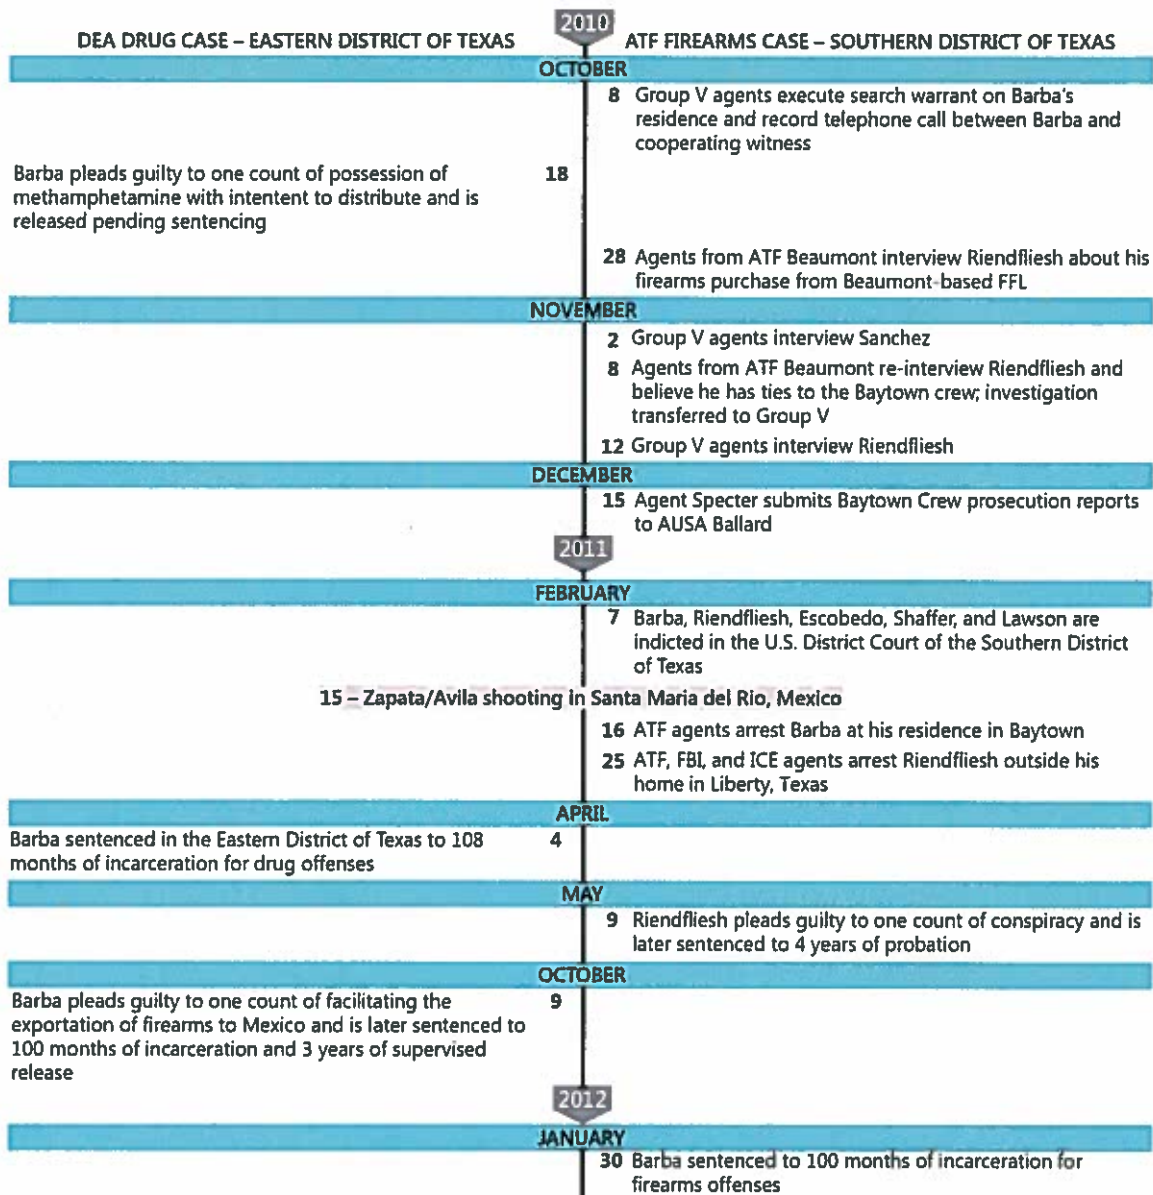 2010
DEA DRUG CASE – EASTERN DISTRICT OF TEXAS
ATF FIREARMS CASE – SOUTHERN DISTRICT OF TEXAS
OCTOBER
8 Group V agents execute search warrant on Barba's
residence and record telephone call between Barba and
cooperating witness
Barba pleads guilty to one count of possession of 18
methamphetamine with intentent to distribute and is
released pending sentencing
28 Agents from ATF Beaumont interview Riendfliesh about his
firearms purchase from Beaumont-based FFL
NOVEMBER
2 Group V agents interview Sanchez
8 Agents from ATF Beaumont re-interview Riendfliesh and
believe he has ties to the Baytown crew; investigation
transferred to Group V
12 Group V agents interview Riendfliesh
DECEMBER
15 Agent Specter submits Baytown Crew prosecution reports
to AUSA Ballard
2011
FEBRUARY
7 Barba, Riendfliesh, Escobedo, Shaffer, and Lawson are
indicted in the U.S. District Court of the Southern District
of Texas
15 – Zapata/Avila shooting in Santa Maria del Rio, Mexico
16 ATF agents arrest Barba at his residence in Baytown
25 ATF, FBI, and ICE agents arrest Riendfliesh outside his
home in Liberty, Texas
APRIL
Barba sentenced in the Eastern District of Texas to 108 4
months of incarceration for drug offenses
MAY
9 Riendfliesh pleads guilty to one count of conspiracy and is
later sentenced to 4 years of probation
OCTOBER
Barba pleads guilty to one count of facilitating the 9
exportation of firearms to Mexico and is later sentenced to
100 months of incarceration and 3 years of supervised
release
2012
JANUARY
30 Barba sentenced to 100 months of incarceration for
firearms offenses